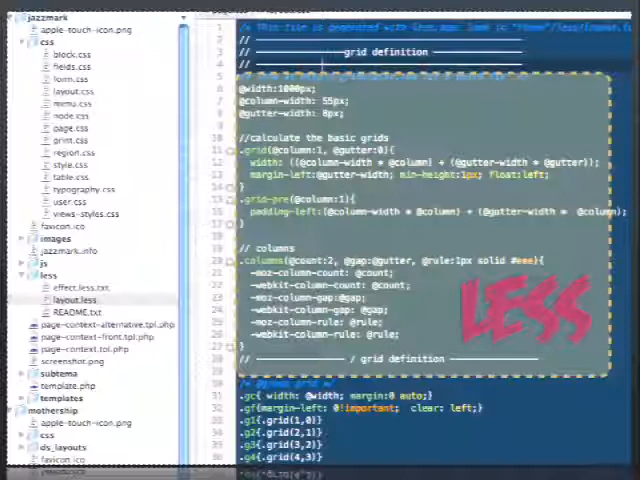 jazzmark
apple-touch-icon.png
css
block.css
fields.css
form.css
layout.css
menu.css
node.css
page.css
print.css
region.css
style.css
table.css
typography.css
user.css
views-styles.css
favicon.ico
images
jazzmark.info
js
less
effect.less.txt
layout.less
README.txt
page-context-alternative.tpl.php
page-context-front.tpl.php
page-context.tpl.php
screenshot.png
subtema
template.php
templates
mothership
apple-touch-icon.png
css
ds_layouts
favicon.ico
//
// grid definition
//
@width:1000px;
@column-width: 55px;
@gutter-width: 8px;
//calculate the basic grids
.grid(@column:1, @gutter:0){
width: ((@column-width * @column) + (@gutter-width * @gutter));
margin-left:@gutter-width; min-height:1px; float:left;
}
.grid-pre(@column:1){
padding-left:(@column-width * @column) + (@gutter-width * @column);
}
// columns
.columns(@count:2, @gap:@gutter, @rule:1px solid #eee){
-moz-column-count: @count;
-webkit-column-count: @count;
-moz-column-gap:@gap;
-webkit-column-gap: @gap;
-moz-column-rule: @rule;
-webkit-column-rule: @rule;
}
// / grid definition
LESS
.gc{ width: @width; margin:0 auto;}
.gf{margin-left: 0!important; clear: left;}
.g1{.grid(1,0)}
.g2{.grid(2,1)}
.g3{.grid(3,2)}
.g4{.grid(4,3)}